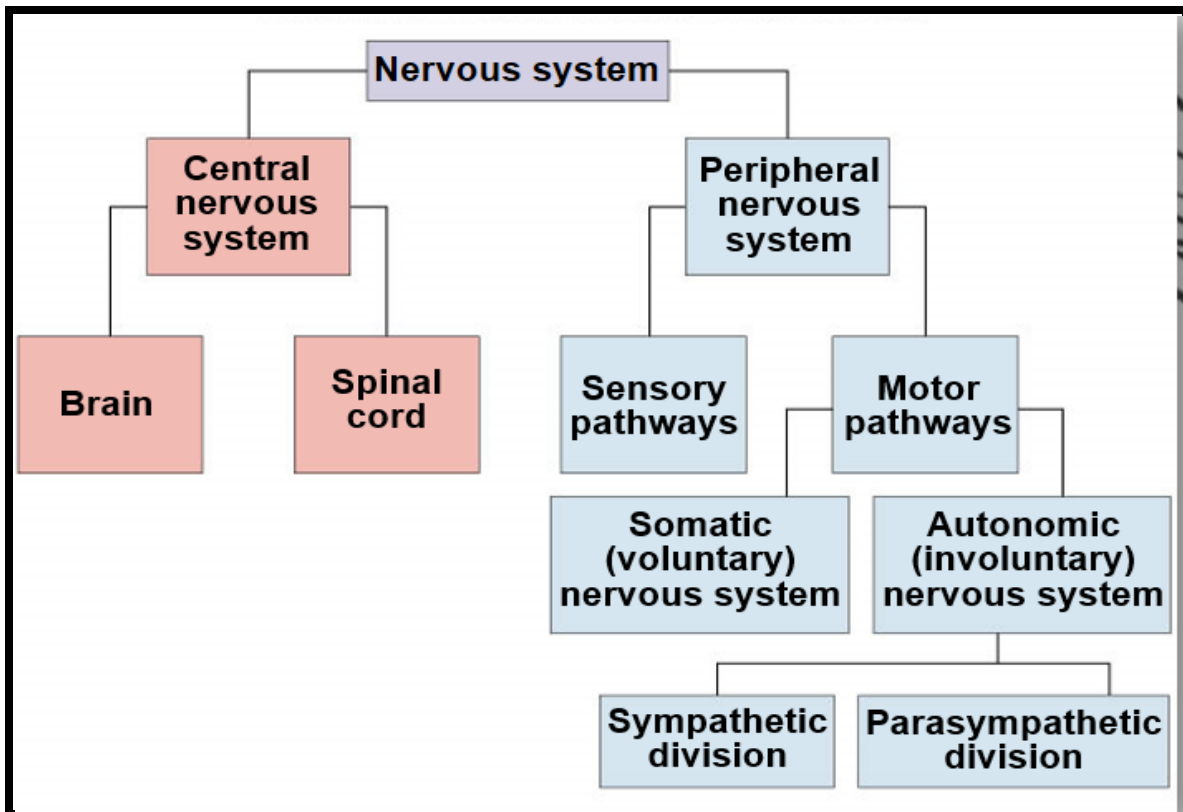 Nervous system
Central
nervous
system
Peripheral
nervous
system
Brain
Spinal
cord
Sensory
pathways
Motor
pathways
Somatic
(voluntary)
nervous system
Autonomic
(involuntary)
nervous system
Sympathetic
division
Parasympathetic
division